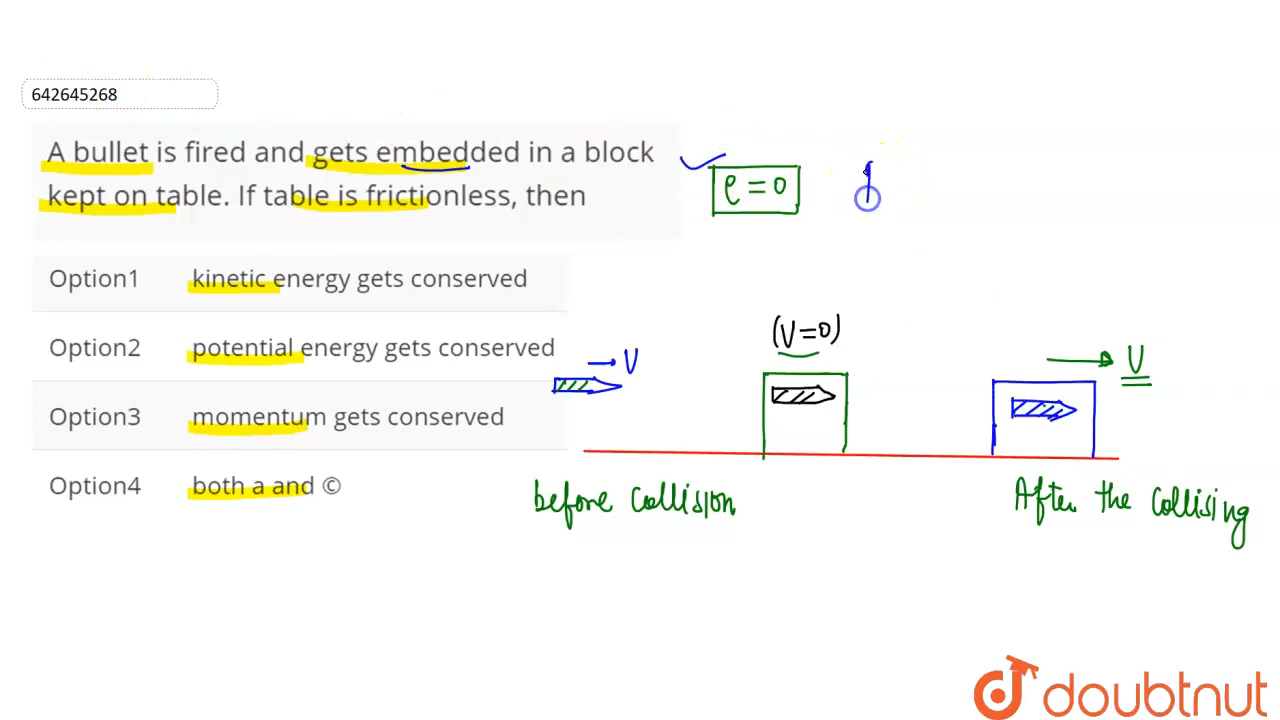 642645268
A bullet is fired and gets embedded in a block
kept on table. If table is frictionless, then
e = 0
Option1 kinetic energy gets conserved
Option2 potential energy gets conserved
Option3 momentum gets conserved
Option4 both a and ©
V
(V=0)
V
before collision
After the collising
doubtnut